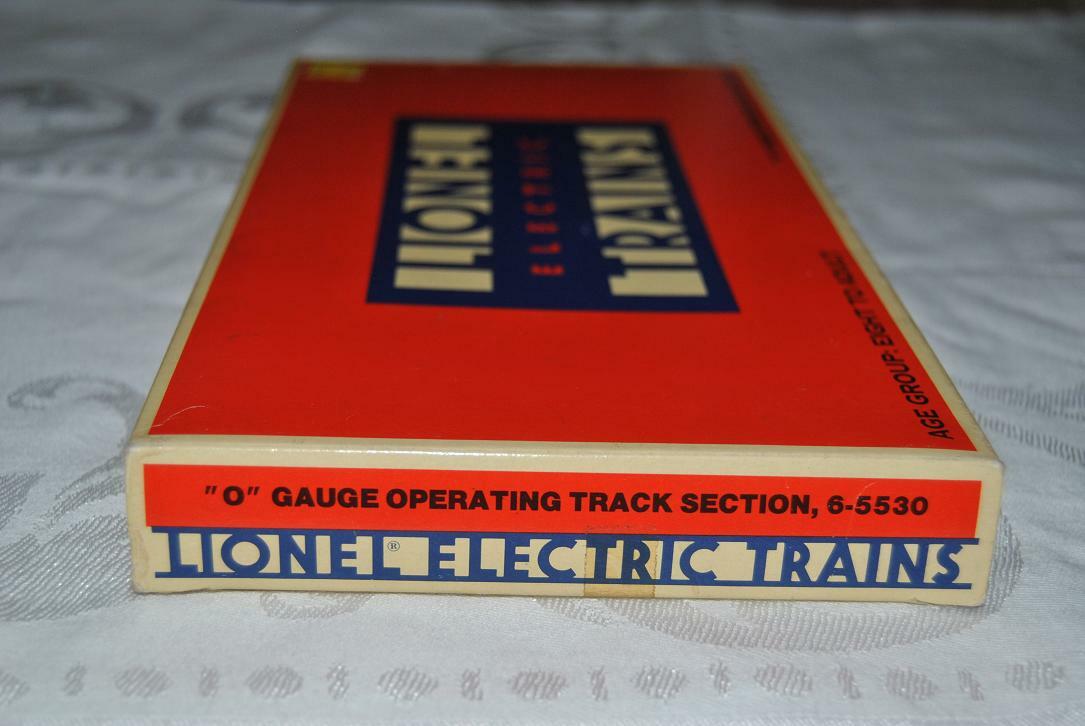 LIONEL
ELECTRIC
TRAINS
AGE GROUP: EIGHT TO ADULT
"O" GAUGE OPERATING TRACK SECTION, 6-5530
LIONEL® ELECTRIC TRAINS